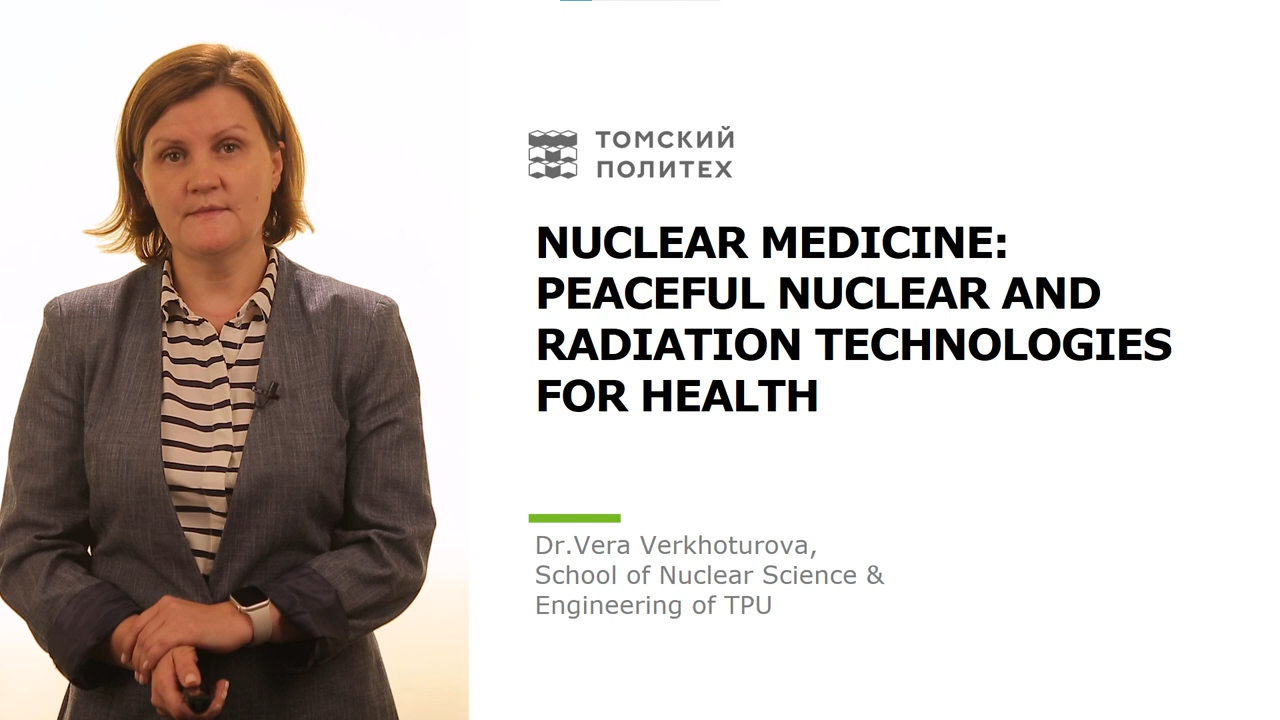 ТОМСКИЙ
ПОЛИТЕХ
NUCLEAR MEDICINE:
PEACEFUL NUCLEAR AND
RADIATION TECHNOLOGIES
FOR HEALTH
Dr.Vera Verkhoturova,
School of Nuclear Science &
Engineering of TPU